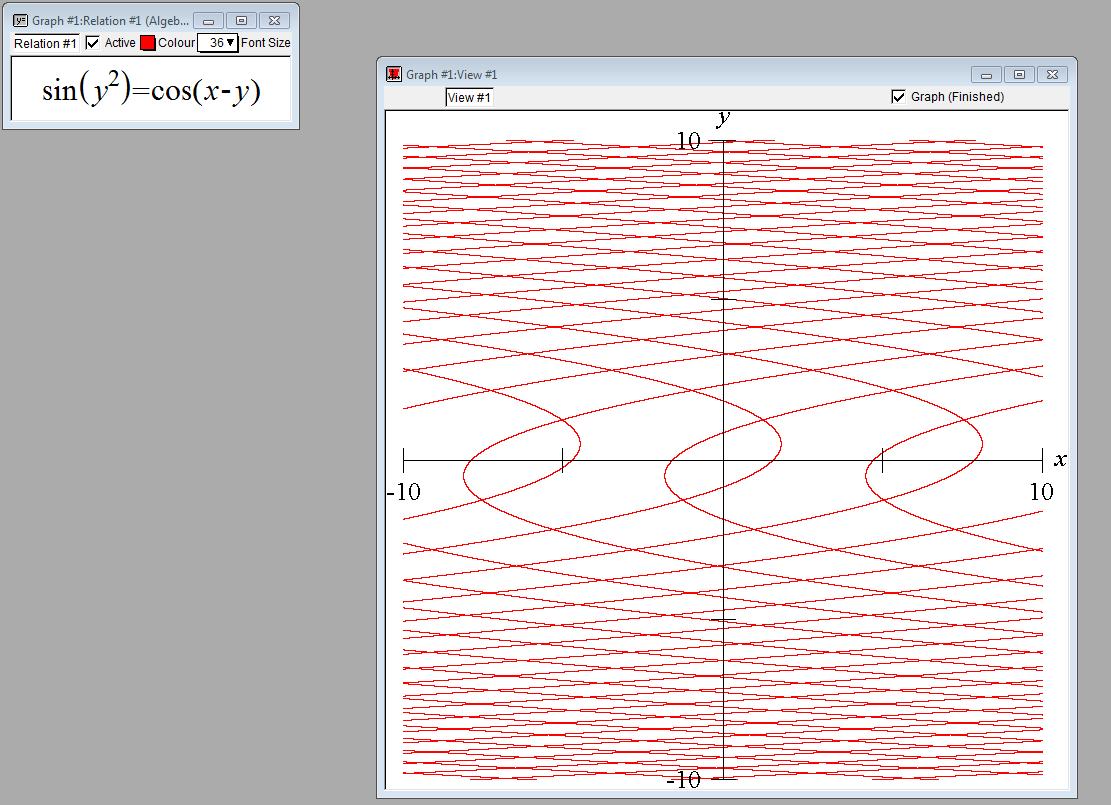 Graph #1:Relation #1 (Algeb...
Relation #1 Active Colour 36▼ Font Size
sin(y²)=cos(x-y)
Graph #1:View #1
View #1 Graph (Finished)
y
10
x
-10 10
-10